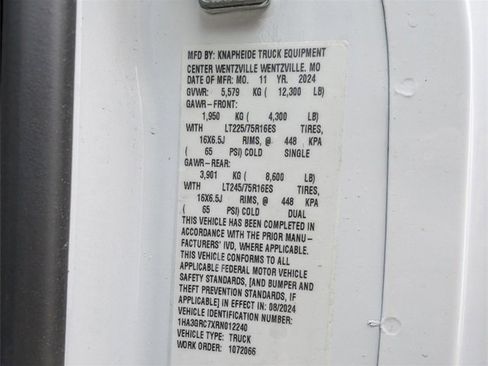 MFD BY: KNAPHEIDE TRUCK EQUIPMENT
CENTER WENTZVILLE WENTZVILLE. MO
DATE OF MFR: MO. 11 YR. 2024
GVWR: 5,579 KG ( 12,300 LB)
GAWR-FRONT:
1,950 KG ( 4,300 LB)
WITH LT225/75R16ES TIRES,
16X6.5J RIMS, @ 448 KPA
( 65 PSI) COLD SINGLE
GAWR-REAR:
3,901 KG ( 8,600 LB)
WITH LT245/75R16ES TIRES,
16X6.5J RIMS, @ 448 KPA
( 65 PSI) COLD DUAL
THIS VEHICLE HAS BEEN COMPLETED IN
ACCORDANCE WITH THE PRIOR MANU-
FACTURERS' IVD, WHERE APPLICABLE.
THIS VEHICLE CONFORMS TO ALL
APPLICABLE FEDERAL MOTOR VEHICLE
SAFETY STANDARDS, [AND BUMPER AND
THEFT PREVENTION STANDARDS, IF
APPLICABLE] IN EFFECT IN: 08/2024
VEHICLE IDENTIFICATION NUMBER:
1HA3GRC7XRN012240
VEHICLE TYPE: TRUCK
WORK ORDER 1072066